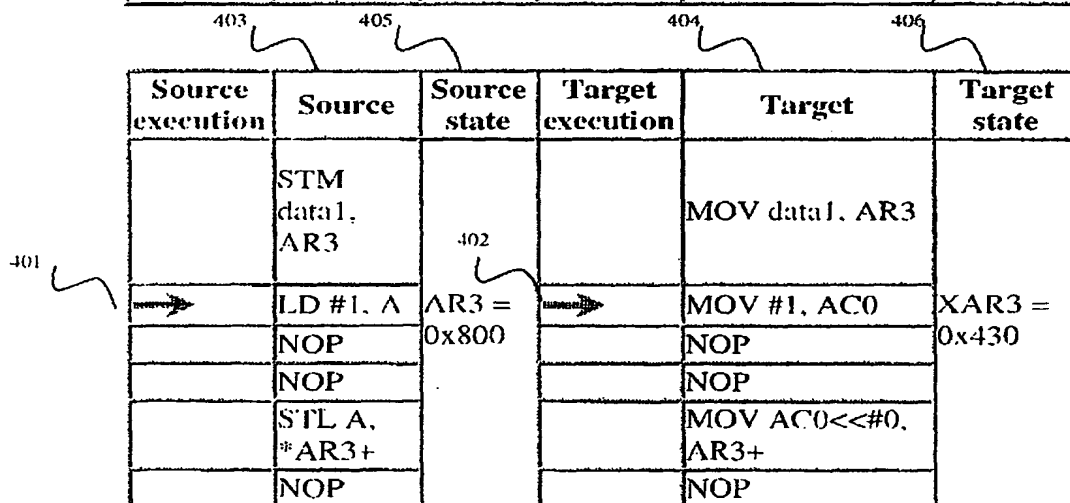 403 405 404 406
Source execution Source Source state Target execution Target Target state
STM data1, AR3 MOV data1, AR3
401 402
LD #1, A AR3 = 0x800 MOV #1, AC0 XAR3 = 0x430
NOP NOP
NOP NOP
STL A, *AR3+ MOV AC0<<#0, AR3+
NOP NOP